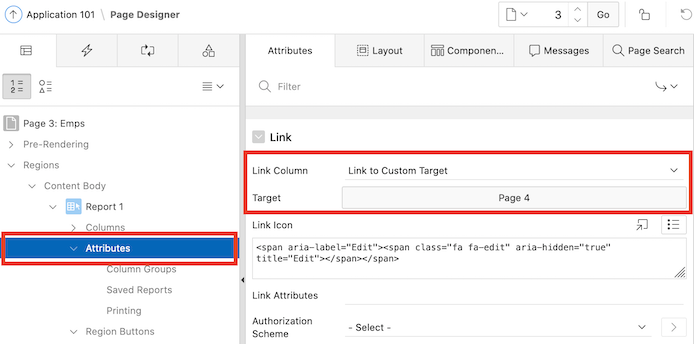 Application 101 \ Page Designer
3
Go
Attributes
Layout
Componen...
Messages
Page Search
Filter
Page 3: Emps
Pre-Rendering
Regions
Content Body
Report 1
Columns
Attributes
Column Groups
Saved Reports
Printing
Region Buttons
Link
Link Column Link to Custom Target
Target Page 4
Link Icon
<span aria-label="Edit"><span class="fa fa-edit" aria-hidden="true"
title="Edit"></span></span>
Link Attributes
Authorization
Scheme
- Select -